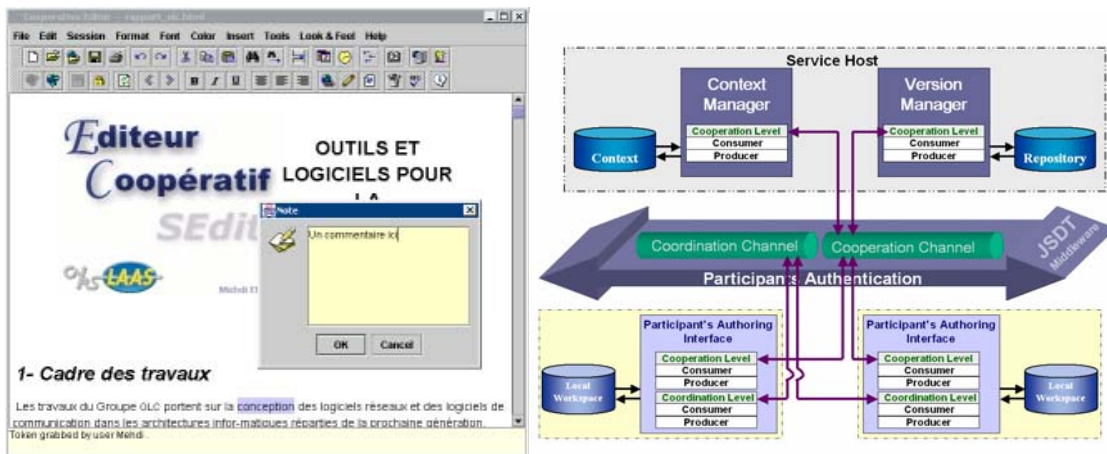 Cooperative Editor -- rapport_olc.html
File Edit Session Format Font Color Insert Tools Look & Feel Help
B I U
Editeur
Coopératif
OUTILS ET
LOGICIELS POUR
LA
SEdit
LAAS
Mehdi El
Note
Un commentaire ici
OK Cancel
1- Cadre des travaux
Les travaux du Groupe OLC portent sur la conception des logiciels réseaux et des logiciels de
communication dans les architectures infor-matiques réparties de la prochaine génération.
Token grabbed by user Mehdi .
Service Host
Context
Manager
Cooperation Level
Consumer
Producer
Context
Version
Manager
Cooperation Level
Consumer
Producer
Repository
Coordination Channel
Cooperation Channel
JSDT
Middleware
Participants Authentication
Participant's Authoring
Interface
Cooperation Level
Consumer
Producer
Coordination Level
Consumer
Producer
Local
Workspace
Participant's Authoring
Interface
Cooperation Level
Consumer
Producer
Coordination Level
Consumer
Producer
Local
Workspace